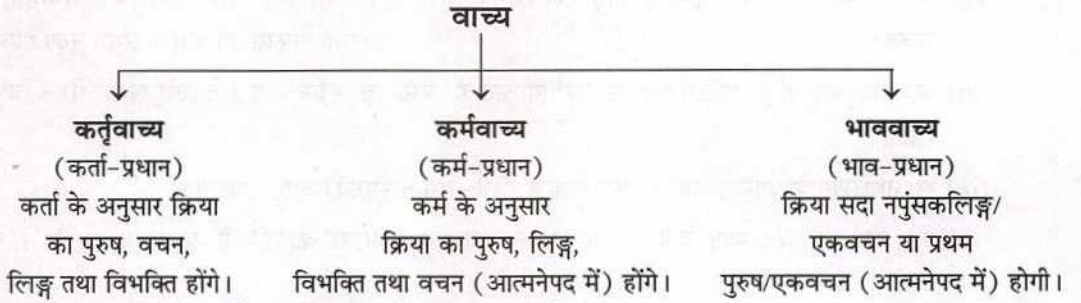 वाच्य
कर्तृवाच्य कर्मवाच्य भाववाच्य
(कर्ता-प्रधान) (कर्म-प्रधान) (भाव-प्रधान)
कर्ता के अनुसार क्रिया कर्म के अनुसार क्रिया सदा नपुंसकलिङ्ग/
का पुरुष, वचन, क्रिया का पुरुष, लिङ्ग, एकवचन या प्रथम
लिङ्ग तथा विभक्ति होंगे। विभक्ति तथा वचन (आत्मनेपद में) होंगे। पुरुष/एकवचन (आत्मनेपद में) होगी।